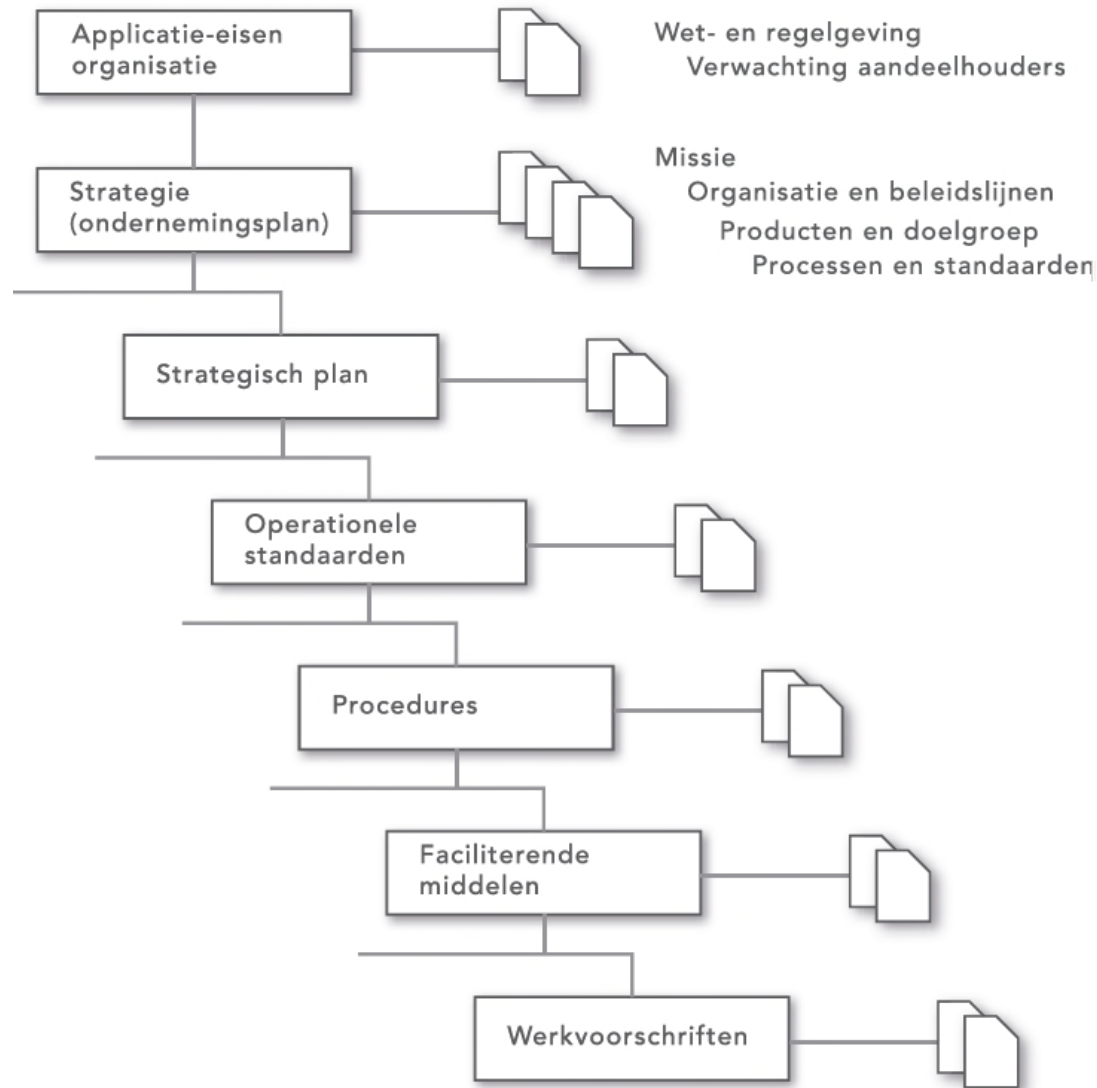 Applicatie-eisen
organisatie
Wet- en regelgeving
Verwachting aandeelhouders
Strategie
(ondernemingsplan)
Missie
Organisatie en beleidslijnen
Producten en doelgroep
Processen en standaarden
Strategisch plan
Operationele
standaarden
Procedures
Faciliterende
middelen
Werkvoorschriften